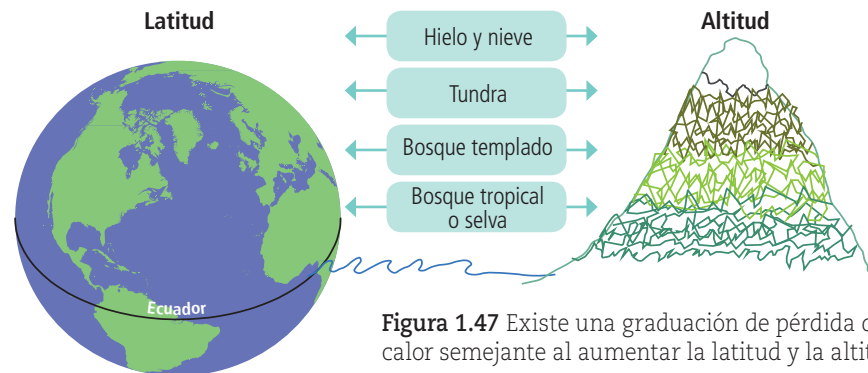 Latitud
Altitud
Hielo y nieve
Tundra
Bosque templado
Bosque tropical
o selva
Ecuador
Figura 1.47 Existe una graduación de pérdida
calor semejante al aumentar la latitud y la